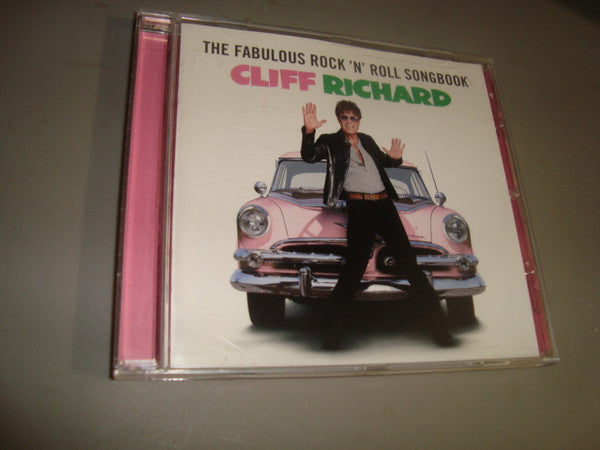 THE FABULOUS ROCK 'N' ROLL SONGBOOK
CLIFF RICHARD